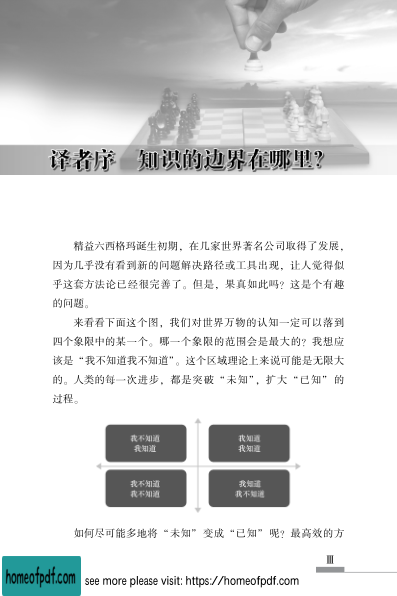 译者序 知识的边界在哪里？
精益六西格玛诞生初期，在几家世界著名公司取得了发展，
因为几乎没有看到新的问题解决路径或工具出现，让人觉得似
乎这套方法论已经很完善了。但是，果真如此吗？这是个有趣
的问题。
来看看下面这个图，我们对世界万物的认知一定可以落到
四个象限中的某一个。哪一个象限的范围会是最大的？我想应
该是“我不知道我不知道”。这个区域理论上来说可能是无限大
的。人类的每一次进步，都是突破“未知”，扩大“已知”的
过程。
我不知道
我知道
我知道
我知道
我不知道
我不知道
我知道
我不知道
如何尽可能多地将“未知”变成“已知”呢？最高效的方
III
homeofpdf.com
see more please visit: https://homeofpdf.com